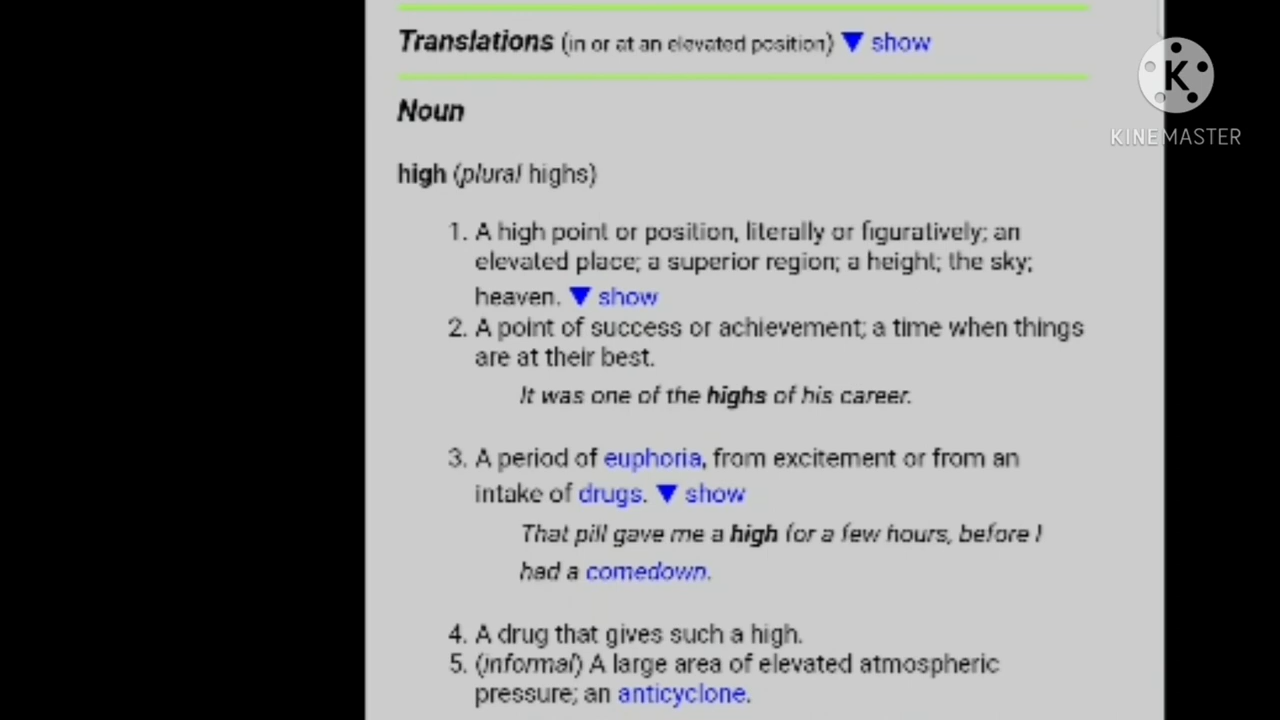 Translations (in or at an elevated position) ▼ show
K
KINEMASTER
Noun
high (plural highs)
1. A high point or position, literally or figuratively; an
elevated place; a superior region; a height; the sky;
heaven. ▼ show
2. A point of success or achievement; a time when things
are at their best.
It was one of the highs of his career.
3. A period of euphoria, from excitement or from an
intake of drugs. ▼ show
That pill gave me a high for a few hours, before I
had a comedown.
4. A drug that gives such a high.
5. (informal) A large area of elevated atmospheric
pressure; an anticyclone.